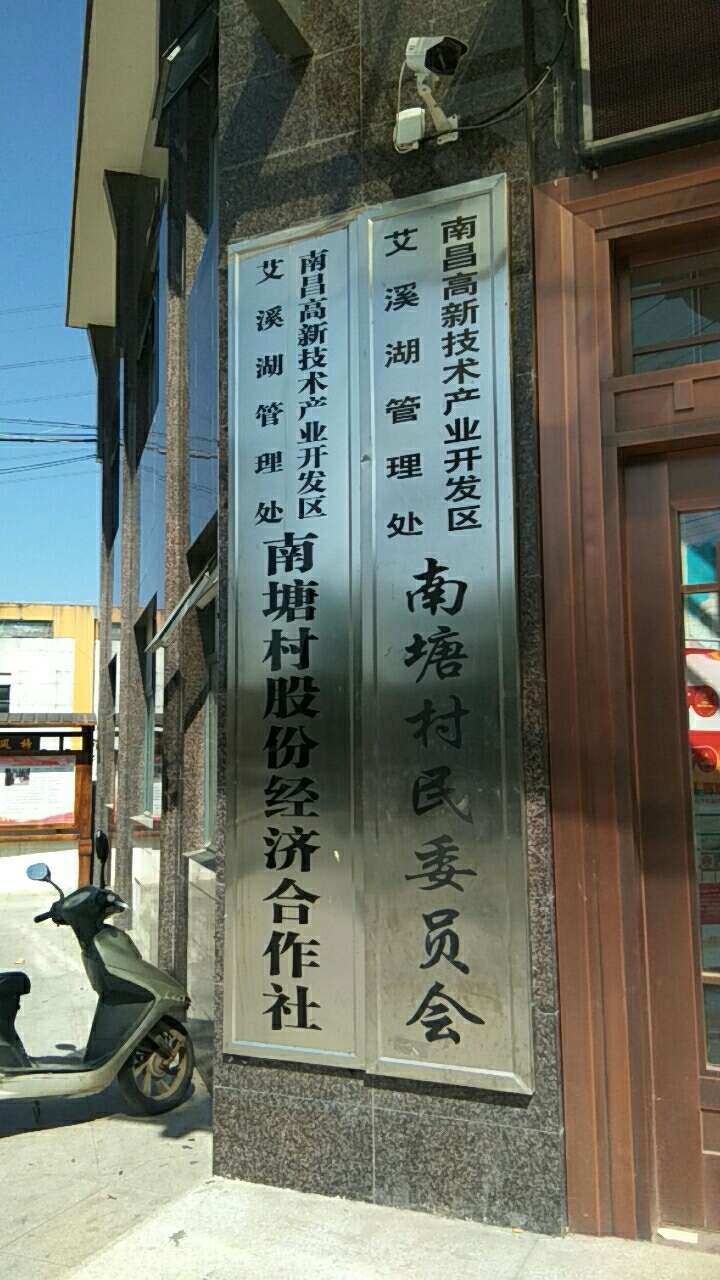 南昌高新技术产业开发区
艾溪湖管理处
南塘村民委员会
南昌高新技术产业开发区
艾溪湖管理处
南塘村股份经济合作社